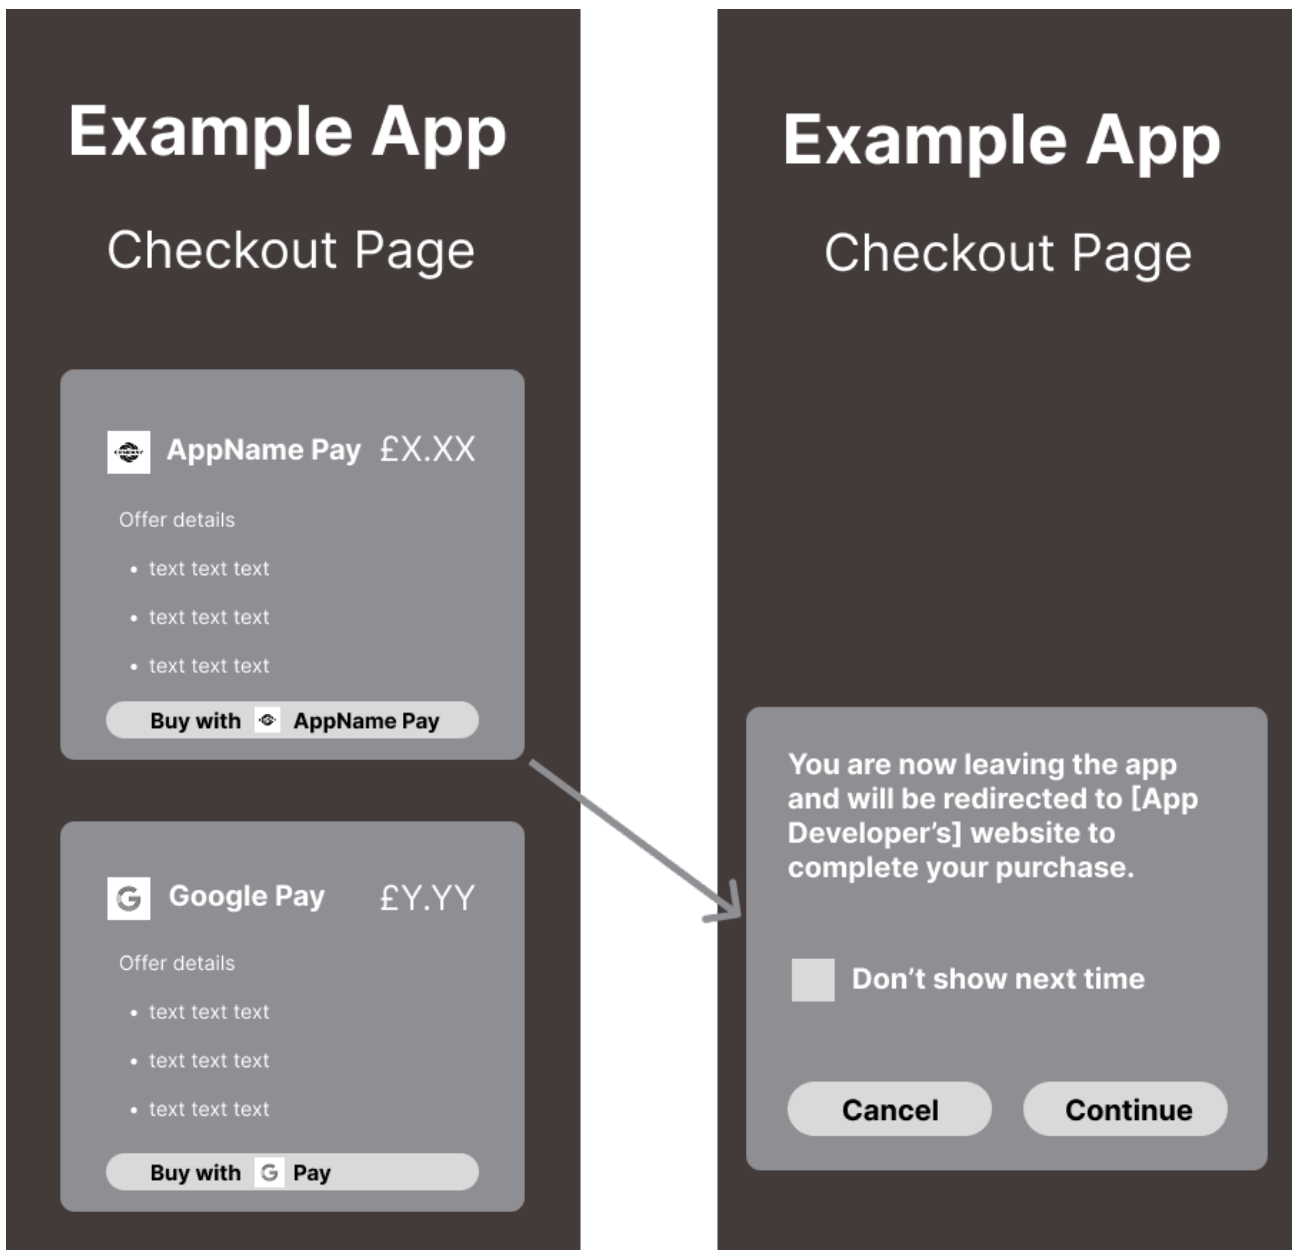 Example App
Checkout Page
AppName Pay £X.XX
Offer details
• text text text
• text text text
• text text text
Buy with AppName Pay
Google Pay £Y.YY
Offer details
• text text text
• text text text
• text text text
Buy with G Pay
Example App
Checkout Page
You are now leaving the app
and will be redirected to [App
Developer’s] website to
complete your purchase.
Don’t show next time
Cancel Continue